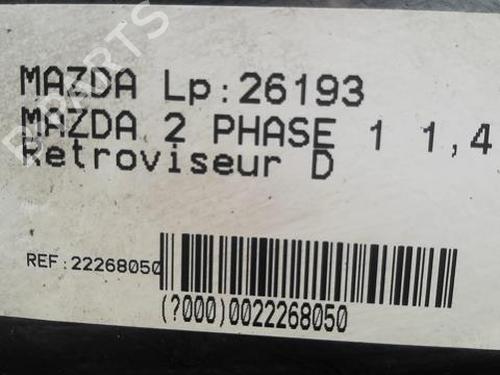 MAZDA Lp:26193
MAZDA 2 PHASE 1 1,4
Retroviseur D
REF:22268050
(?000)0022268050